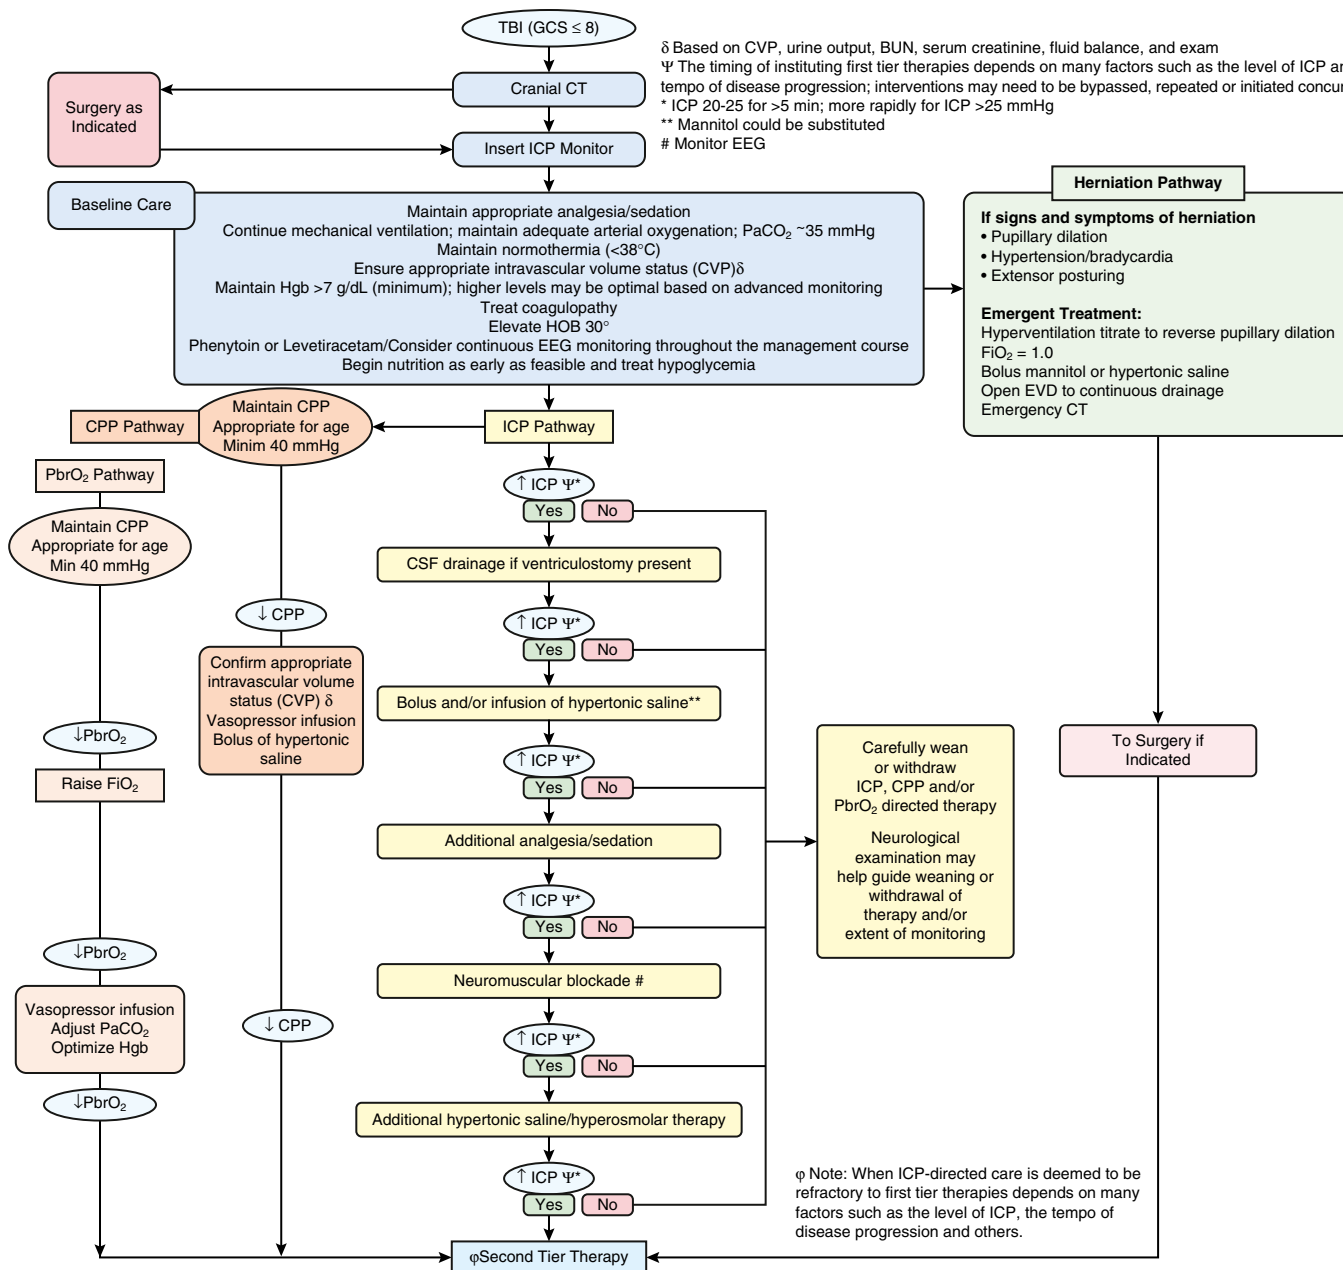 TBI (GCS ≤ 8)
δ Based on CVP, urine output, BUN, serum creatinine, fluid balance, and exam
Ψ The timing of instituting first tier therapies depends on many factors such as the level of ICP
tempo of disease progression; interventions may need to be bypassed, repeated or initiated
* ICP 20-25 for >5 min; more rapidly for ICP >25 mmHg
** Mannitol could be substituted
# Monitor EEG
Cranial CT
Surgery as
Indicated
Insert ICP Monitor
Baseline Care
Maintain appropriate analgesia/sedation
Continue mechanical ventilation; maintain adequate arterial oxygenation; PaCO₂ ~35 mmHg
Maintain normothermia (<38°C)
Ensure appropriate intravascular volume status (CVP)δ
Maintain Hgb >7 g/dL (minimum); higher levels may be optimal based on advanced monitoring
Treat coagulopathy
Elevate HOB 30°
Phenytoin or Levetiracetam/Consider continuous EEG monitoring throughout the management course
Begin nutrition as early as feasible and treat hypoglycemia
Herniation Pathway
If signs and symptoms of herniation
• Pupillary dilation
• Hypertension/bradycardia
• Extensor posturing
Emergent Treatment:
Hyperventilation titrate to reverse pupillary dilation
FiO₂ = 1.0
Bolus mannitol or hypertonic saline
Open EVD to continuous drainage
Emergency CT
CPP Pathway
Maintain CPP
Appropriate for age
Minim 40 mmHg
ICP Pathway
PbrO₂ Pathway
Maintain CPP
Appropriate for age
Min 40 mmHg
↓PbrO₂
Raise FiO₂
↓PbrO₂
Vasopressor infusion
Adjust PaCO₂
Optimize Hgb
↓PbrO₂
↓ CPP
Confirm appropriate
intravascular volume
status (CVP) δ
Vasopressor infusion
Bolus of hypertonic
saline
↓ CPP
↑ ICP Ψ*
Yes
No
CSF drainage if ventriculostomy present
↑ ICP Ψ*
Yes
No
Bolus and/or infusion of hypertonic saline**
↑ ICP Ψ*
Yes
No
Additional analgesia/sedation
↑ ICP Ψ*
Yes
No
Neuromuscular blockade #
↑ ICP Ψ*
Yes
No
Additional hypertonic saline/hyperosmolar therapy
↑ ICP Ψ*
Yes
No
Carefully wean
or withdraw
ICP, CPP and/or
PbrO₂ directed therapy
Neurological
examination may
help guide weaning or
withdrawal of
therapy and/or
extent of monitoring
To Surgery if
Indicated
φ Note: When ICP-directed care is deemed to be
refractory to first tier therapies depends on many
factors such as the level of ICP, the tempo of
disease progression and others.
φSecond Tier Therapy